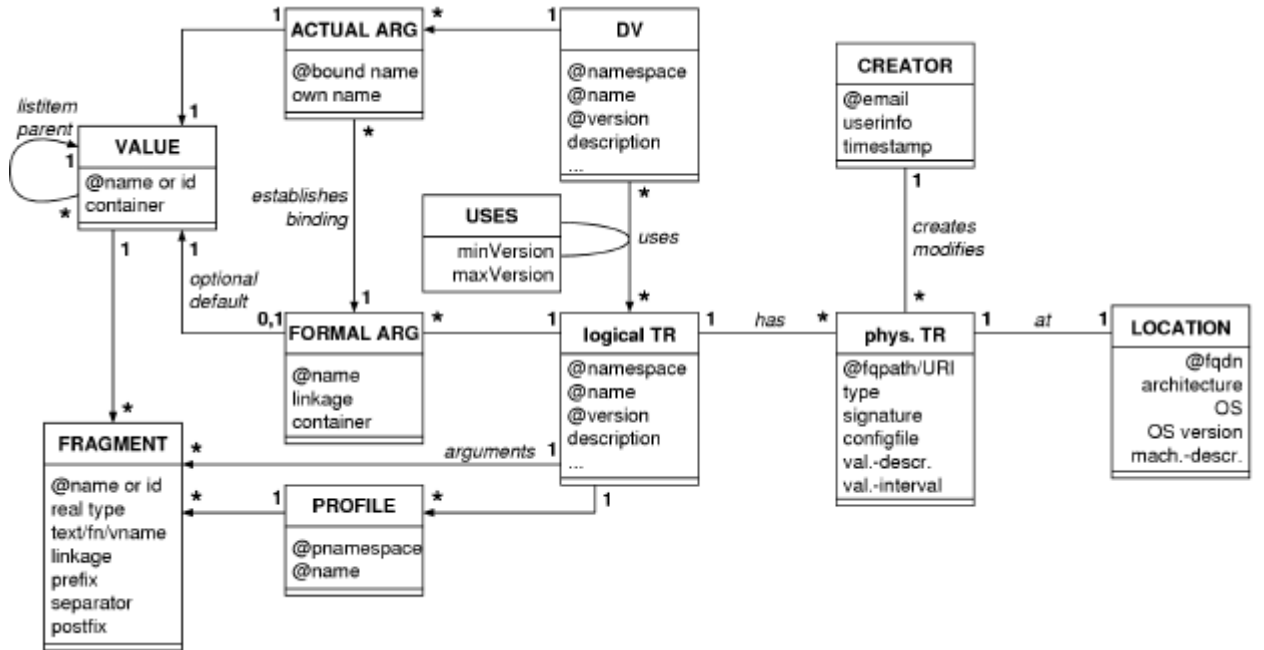 1
ACTUAL ARG
@bound name
own name
*
1
DV
@namespace
@name
@version
description
...
CREATOR
@email
userinfo
timestamp
listitem
parent
1
*
1
VALUE
@name or id
container
1
1
*
establishes
binding
1
*
uses
*
USES
minVersion
maxVersion
1
creates
modifies
*
optional
default
0,1
FORMAL ARG
@name
linkage
container
*
1
logical TR
@namespace
@name
@version
description
...
1
has
*
phys. TR
@fqpath/URI
type
signature
configfile
val.-descr.
val.-interval
1
at
1
LOCATION
@fqdn
architecture
OS
OS version
mach.-descr.
*
FRAGMENT
@name or id
real type
text/fn/vname
linkage
prefix
separator
postfix
*
arguments
1
*
1
PROFILE
@pnamespace
@name
*
1